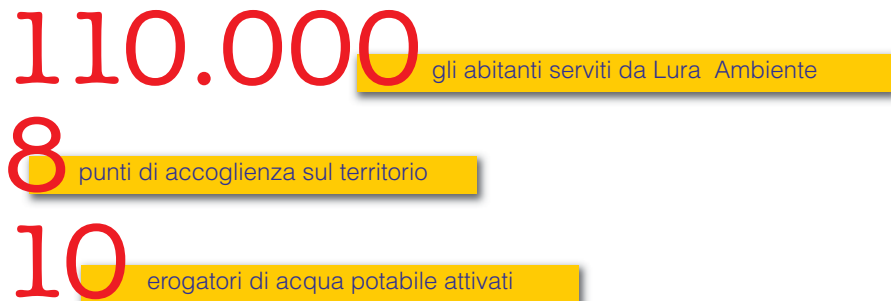 110.000 gli abitanti serviti da Lura Ambiente
8 punti di accoglienza sul territorio
10 erogatori di acqua potabile attivati